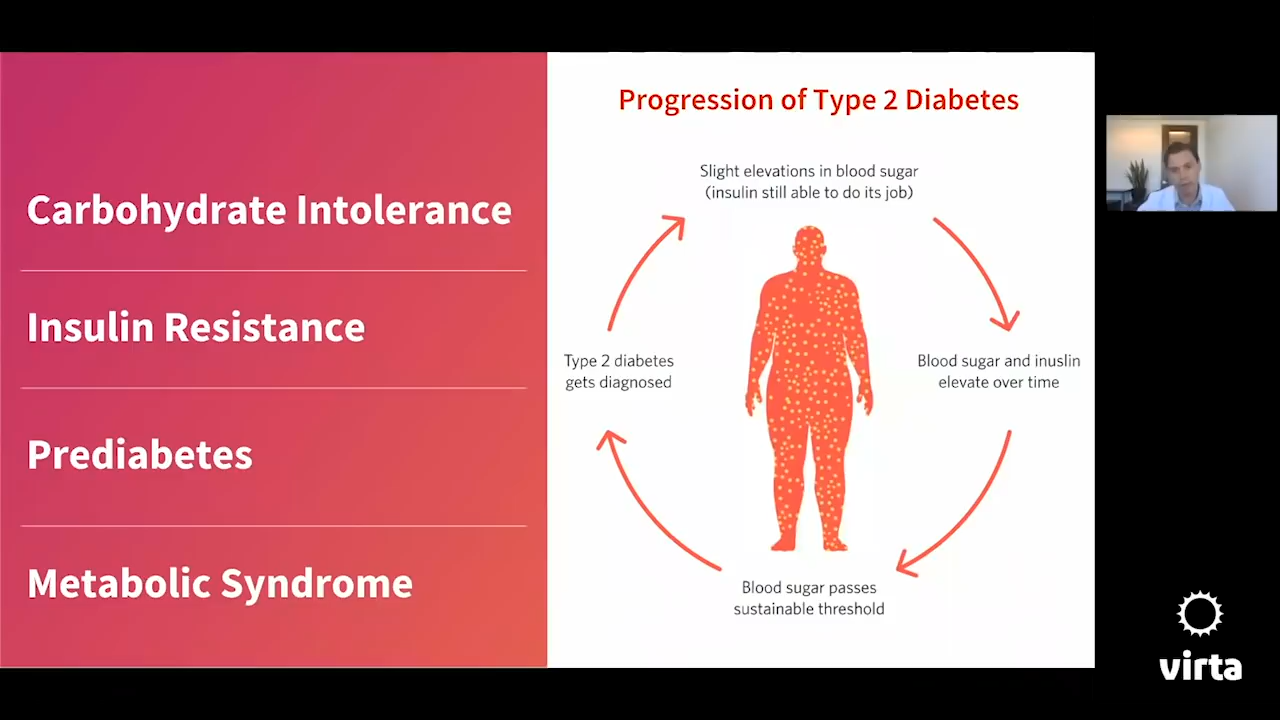 Carbohydrate Intolerance
Insulin Resistance
Prediabetes
Metabolic Syndrome
Progression of Type 2 Diabetes
Slight elevations in blood sugar
(insulin still able to do its job)
Blood sugar and inuslin
elevate over time
Blood sugar passes
sustainable threshold
Type 2 diabetes
gets diagnosed
virta